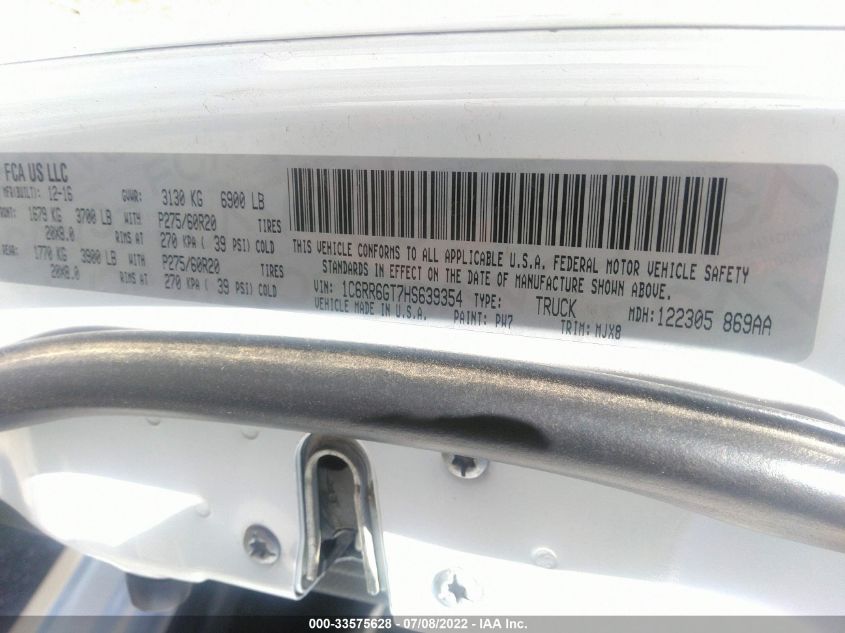 FCA US LLC
MFR(BUILT): 12-16 GVWR: 3130 KG 6900 LB
FRONT: 1679 KG 3700 LB WITH P275/60R20 TIRES
20X8.0 RIMS AT 270 KPA ( 39 PSI) COLD
REAR: 1770 KG 3900 LB WITH P275/60R20 TIRES
20X8.0 RIMS AT 270 KPA ( 39 PSI) COLD
THIS VEHICLE CONFORMS TO ALL APPLICABLE U.S.A. FEDERAL MOTOR VEHICLE SAFETY
STANDARDS IN EFFECT ON THE DATE OF MANUFACTURE SHOWN ABOVE.
VIN: 1C6RR6GT7HS639354 TYPE: TRUCK MDH:122305 869AA
VEHICLE MADE IN U.S.A. PAINT: PW7 TRIM: MJX8
000-33575628 - 07/08/2022 - IAA Inc.